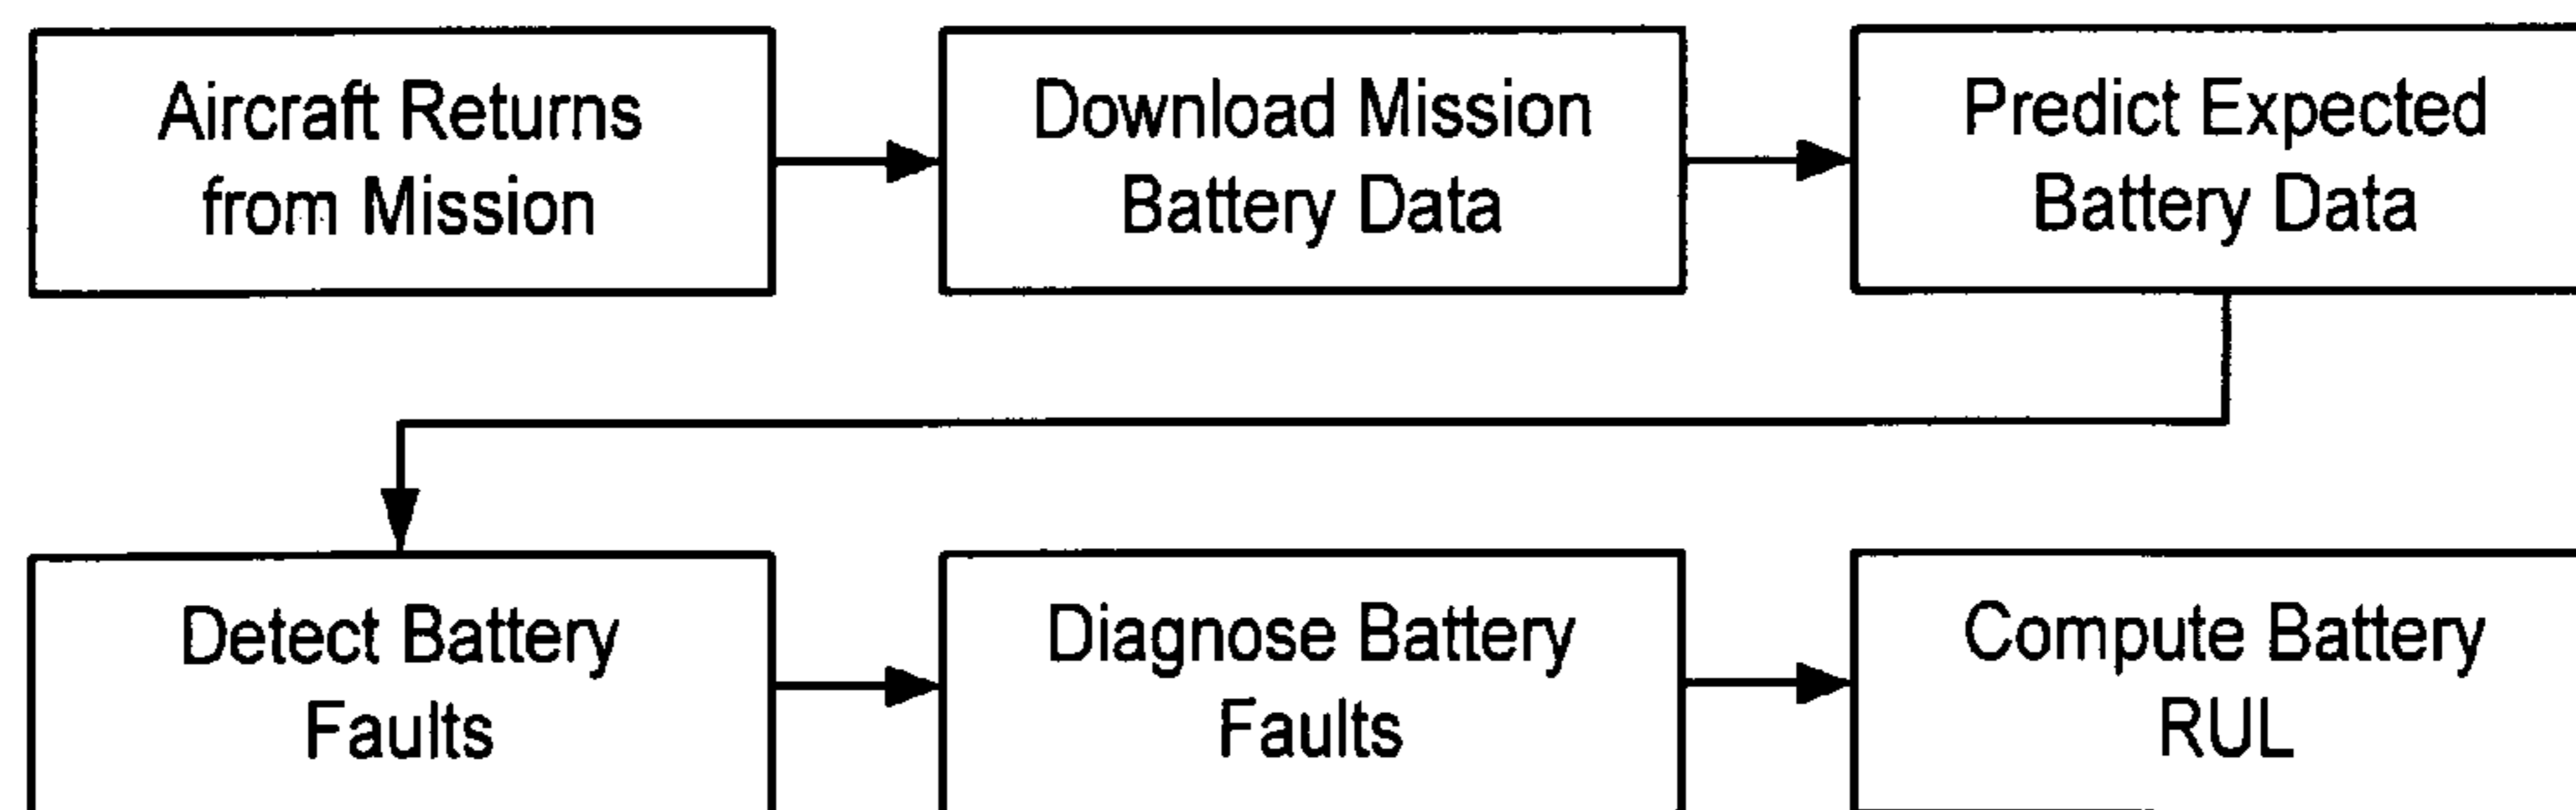 Aircraft Returns
from Mission
Download Mission
Battery Data
Predict Expected
Battery Data
Detect Battery
Faults
Diagnose Battery
Faults
Compute Battery
RUL